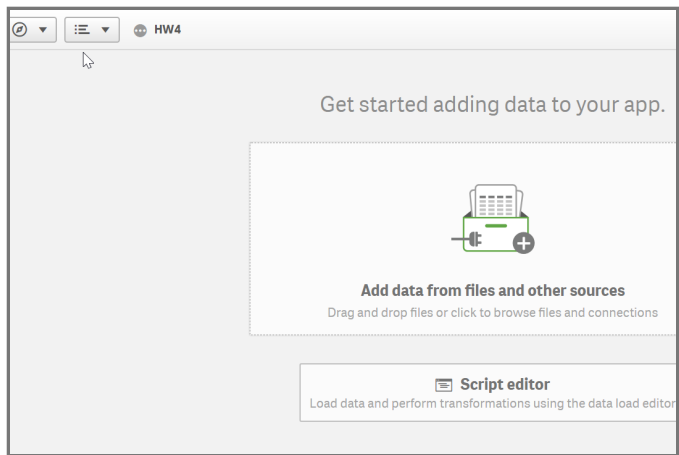 HW4
Get started adding data to your app.
Add data from files and other sources
Drag and drop files or click to browse files and connections
Script editor
Load data and perform transformations using the data load editor